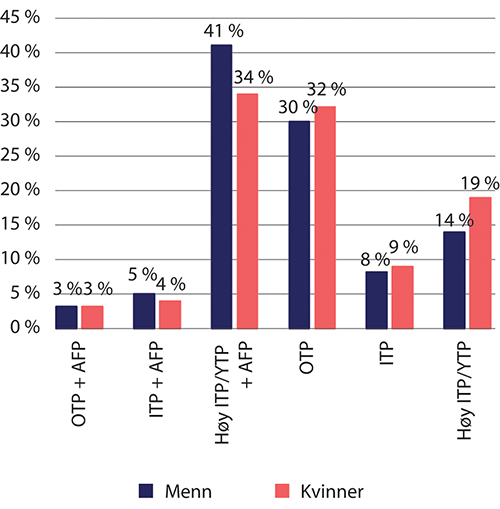 45 %
40 %
35 %
30 %
25 %
20 %
15 %
10 %
5 %
0 %
3 % 3 %
5 % 4 %
41 % 34 %
30 % 32 %
8 % 9 %
14 % 19 %
OTP + AFP
ITP + AFP
Høy ITP/YTP
+ AFP
OTP
ITP
Høy ITP/YTP
Menn Kvinner